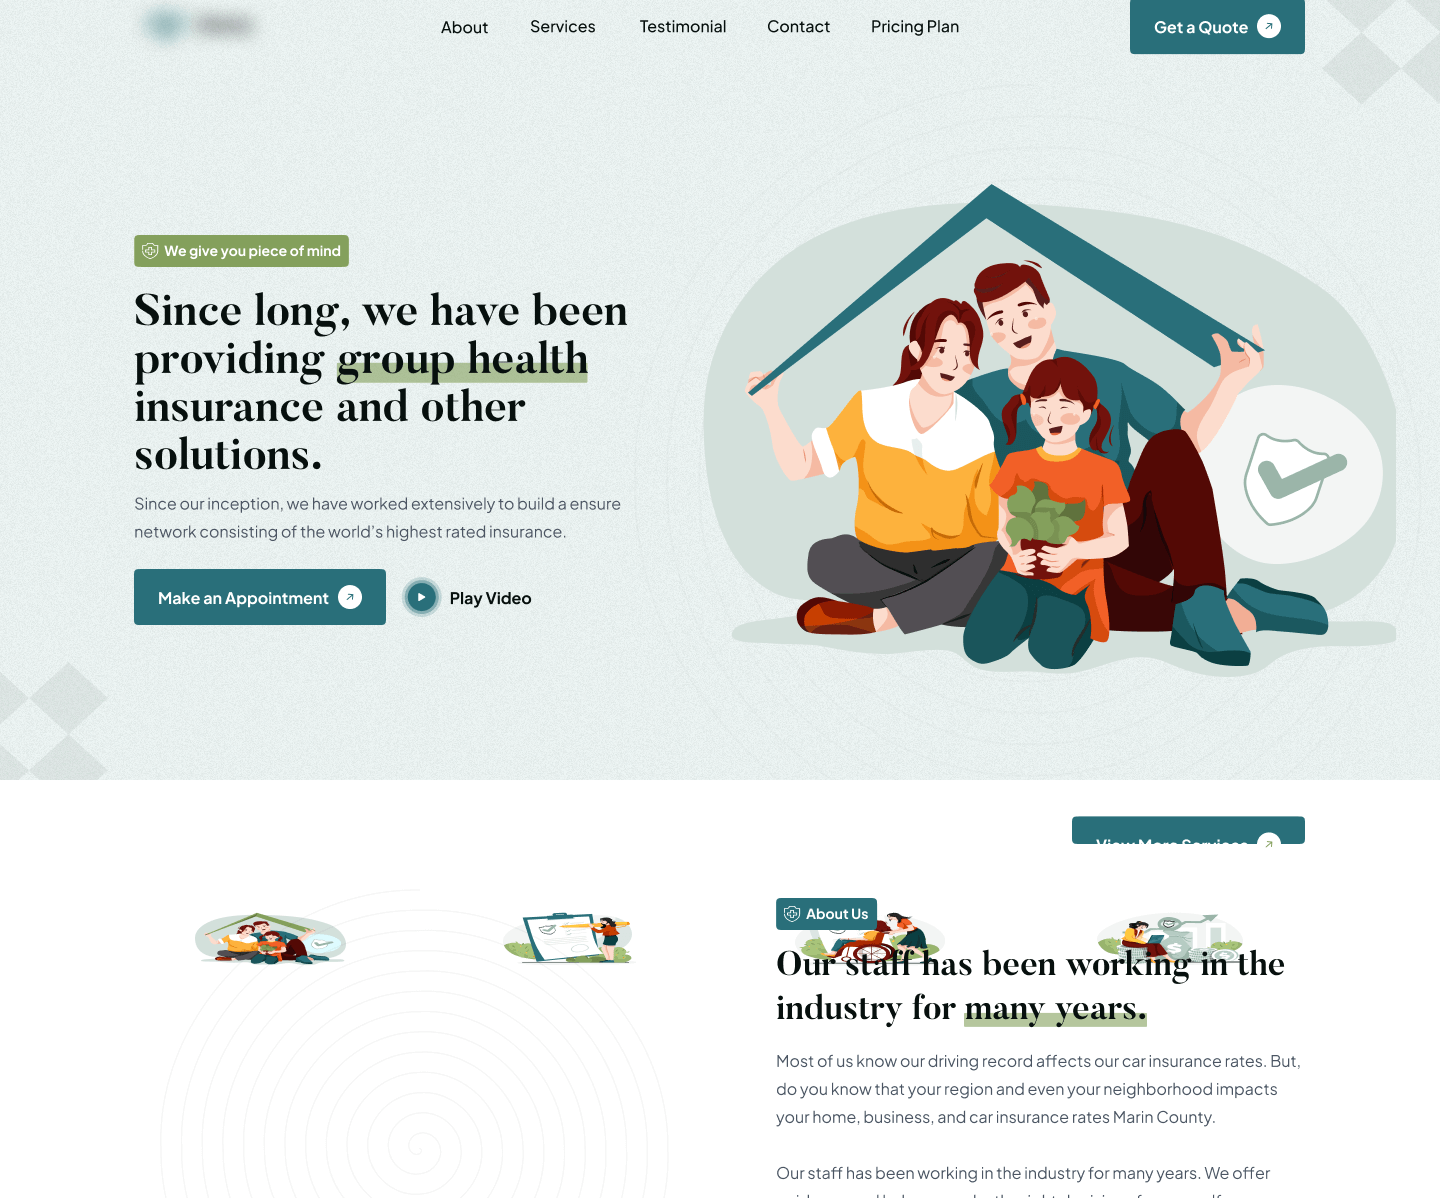 About
Services
Testimonial
Contact
Pricing Plan
Get a Quote
We give you piece of mind
Since long, we have been
providing group health
insurance and other
solutions.
Since our inception, we have worked extensively to build a ensure
network consisting of the world's highest rated insurance.
Make an Appointment
Play Video
View More Services
About Us
Our staff has been working in the
industry for many years.
Most of us know our driving record affects our car insurance rates. But,
do you know that your region and even your neighborhood impacts
your home, business, and car insurance rates Marin County.
Our staff has been working in the industry for many years. We offer